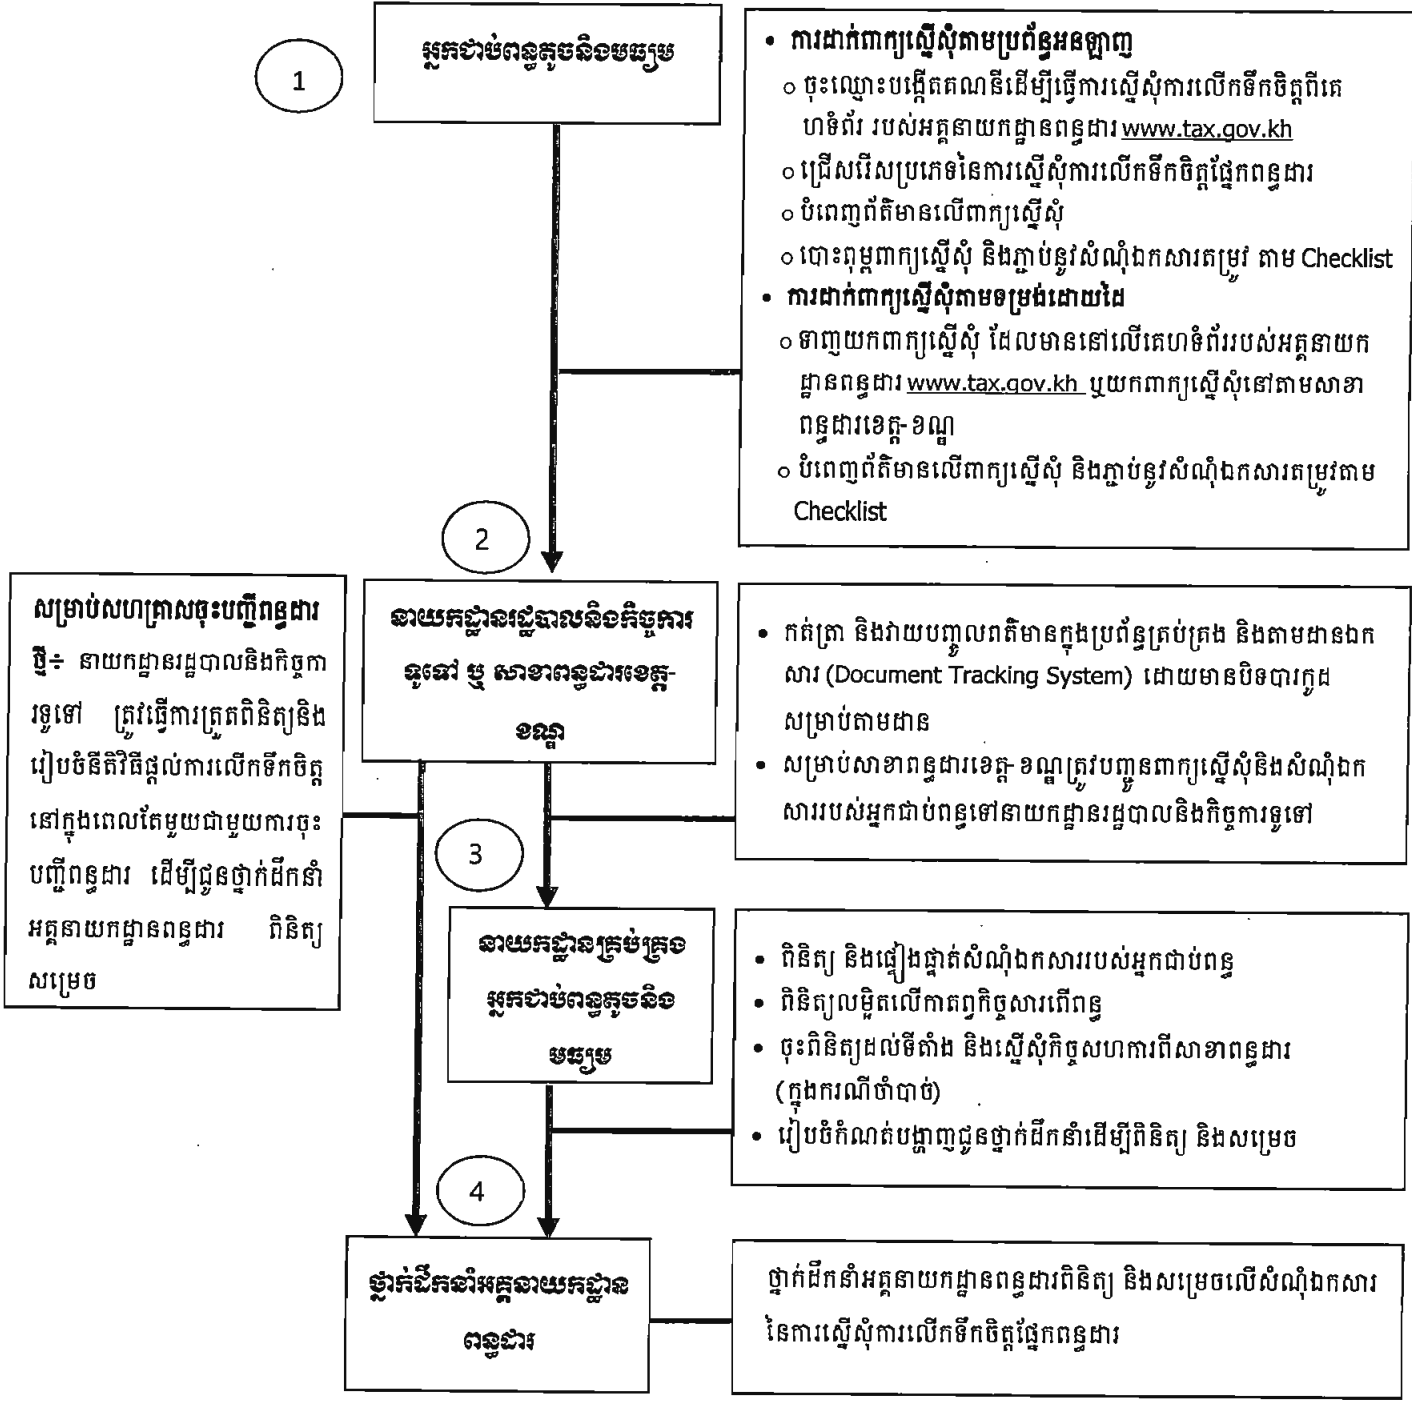 1
អ្នកជាប់ពន្ធតូចនិងមធ្យម
• ការដាក់ពាក្យស្នើសុំតាមប្រព័ន្ធអនឡាញ
o ចុះឈ្មោះបង្កើតគណនីដើម្បីធ្វើការស្នើសុំការលើកទឹកចិត្តពីគេ
ហទំព័រ របស់អគ្គនាយកដ្ឋានពន្ធដារ www.tax.gov.kh
o ជ្រើសរើសប្រភេទនៃការស្នើសុំការលើកទឹកចិត្តផ្នែកពន្ធដារ
o បំពេញព័ត៌មានលើពាក្យស្នើសុំ
o បោះពុម្ពពាក្យស្នើសុំ និងភ្ជាប់នូវសំណុំឯកសារតម្រូវ តាម Checklist
• ការដាក់ពាក្យស្នើសុំតាមទម្រង់ដោយដៃ
o ទាញយកពាក្យស្នើសុំ ដែលមាននៅលើគេហទំព័ររបស់អគ្គនាយក
ដ្ឋានពន្ធដារ www.tax.gov.kh ឬយកពាក្យស្នើសុំនៅតាមសាខា
ពន្ធដារខេត្ត-ខណ្ឌ
o បំពេញព័ត៌មានលើពាក្យស្នើសុំ និងភ្ជាប់នូវសំណុំឯកសារតម្រូវតាម
Checklist
2
នាយកដ្ឋានរដ្ឋបាលនិងកិច្ចការ
ទូទៅ ឬ សាខាពន្ធដារខេត្ត-
ខណ្ឌ
• កត់ត្រា និងវាយបញ្ចូលពត៌មានក្នុងប្រព័ន្ធគ្រប់គ្រង និងតាមដានឯក
សារ (Document Tracking System) ដោយមានបិទបារកូដ
សម្រាប់តាមដាន
• សម្រាប់សាខាពន្ធដារខេត្ត-ខណ្ឌត្រូវបញ្ជូនពាក្យស្នើសុំនិងសំណុំឯក
សាររបស់អ្នកជាប់ពន្ធទៅនាយកដ្ឋានរដ្ឋបាលនិងកិច្ចការទូទៅ
សម្រាប់សហគ្រាសចុះបញ្ជីពន្ធដារ
ថ្មី៖ នាយកដ្ឋានរដ្ឋបាលនិងកិច្ចកា
រទូទៅ ត្រូវធ្វើការត្រួតពិនិត្យនិង
រៀបចំនីតិវិធីផ្តល់ការលើកទឹកចិត្ត
នៅក្នុងពេលតែមួយជាមួយការចុះ
បញ្ជីពន្ធដារ ដើម្បីជូនថ្នាក់ដឹកនាំ
អគ្គនាយកដ្ឋានពន្ធដារ ពិនិត្យ
សម្រេច
3
នាយកដ្ឋានគ្រប់គ្រង
អ្នកជាប់ពន្ធតូចនិង
មធ្យម
• ពិនិត្យ និងផ្ទៀងផ្ទាត់សំណុំឯកសាររបស់អ្នកជាប់ពន្ធ
• ពិនិត្យលម្អិតលើកាតព្វកិច្ចសារពើពន្ធ
• ចុះពិនិត្យដល់ទីតាំង និងស្នើសុំកិច្ចសហការពីសាខាពន្ធដារ
(ក្នុងករណីចាំបាច់)
• រៀបចំកំណត់បង្ហាញជូនថ្នាក់ដឹកនាំដើម្បីពិនិត្យ និងសម្រេច
4
ថ្នាក់ដឹកនាំអគ្គនាយកដ្ឋាន
ពន្ធដារ
ថ្នាក់ដឹកនាំអគ្គនាយកដ្ឋានពន្ធដារពិនិត្យ និងសម្រេចលើសំណុំឯកសារ
នៃការស្នើសុំការលើកទឹកចិត្តផ្នែកពន្ធដារ